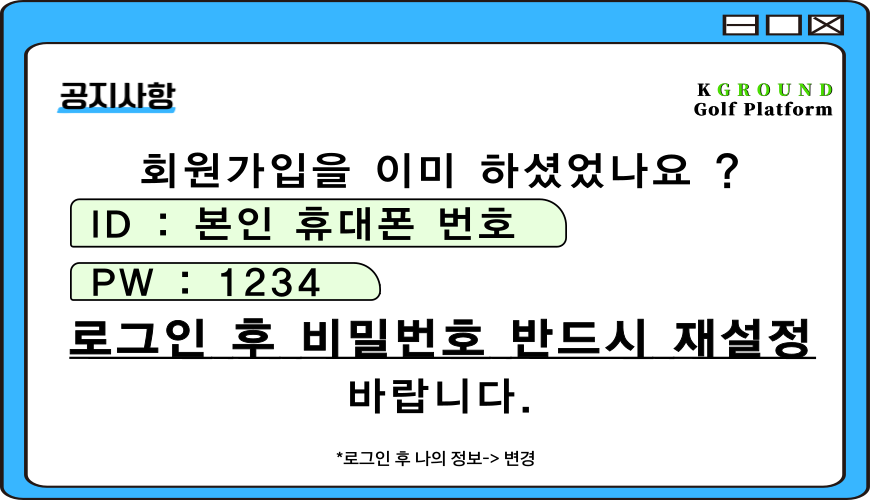 공지사항
K GROUND
Golf Platform
회원가입을 이미 하셨었나요 ?
ID : 본인 휴대폰 번호
PW : 1234
로그인 후 비밀번호 반드시 재설정
바랍니다.
*로그인 후 나의 정보-> 변경